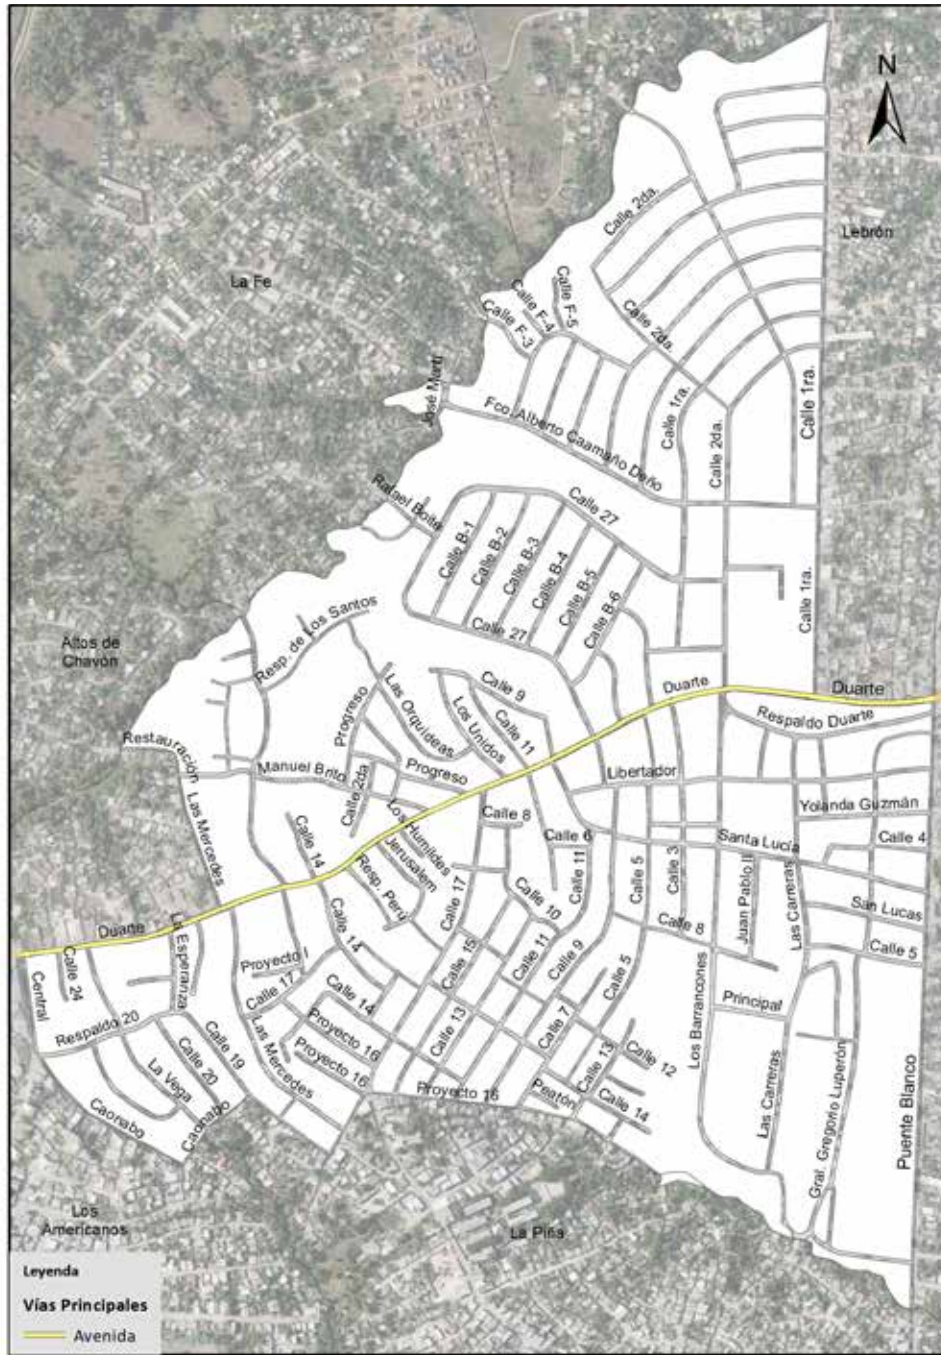 N
Lebrón
Calle 2da.
La Fe
Calle F-5
Calle F-4
Calle F-3
Calle 2da.
José Martí
Fco. Alberto Caamaño Deño
Calle 1ra.
Calle 2da.
Calle 1ra.
Rafael Boita
Calle 27
Calle B-1
Calle B-2
Calle B-3
Calle B-4
Calle B-5
Calle B-6
Calle 27
Calle 1ra.
Resp. de Los Santos
Altos de
Chavón
Calle 9
Duarte
Duarte
Las Orquídeas
Los Unidos
Calle 11
Progreso
Respaldo Duarte
Restauración
Manuel Brito
Progreso
Libertador
Calle 2da
Las Mercedes
Yolanda Guzmán
Calle 8
Los Humildes
Calle 14
Jerusalem
Calle 6
Santa Lucía
Calle 4
Resp. Perú
Calle 17
Calle 11
Calle 5
Calle 3
Juan Pablo II
Las Carreras
San Lucas
Calle 10
Duarte
La Esperanza
Calle 14
Calle 15
Calle 11
Calle 9
Calle 8
Calle 5
Calle 5
Calle 24
Proyecto I
Calle 17
Central
Calle 14
Principal
Respaldo 20
Calle 19
Las Mercedes
Proyecto 16
Calle 13
Calle 7
Los Barrancones
Calle 20
La Vega
Proyecto 16
Calle 13
Calle 12
Caonabo
Caonabo
Proyecto 16
Peatón
Calle 14
Las Carreras
Gral. Gregorio Luperón
Puente Blanco
Los
Americanos
La Piña
Leyenda
Vías Principales
Avenida